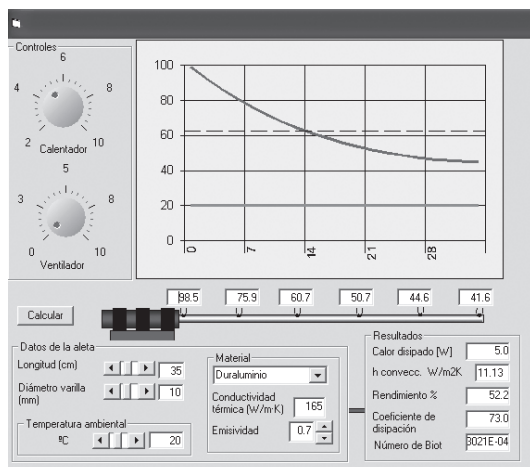 Controles
6
4
8
2
10
Calentador
5
3
8
0
10
Ventilador
100
80
60
40
20
0
0
7
14
21
28
Calcular
98.5
75.9
60.7
50.7
44.6
41.6
Datos de la aleta
Longitud (cm)
35
Diámetro varilla
(mm)
10
Temperatura ambiental
ºC
20
Material
Duraluminio
Conductividad
térmica (W/m·K)
165
Emisividad
0.7
Resultados
Calor disipado [W]
5.0
h convecc. W/m2K
11.13
Rendimiento %
52.2
Coeficiente de
disipación
73.0
Número de Biot
3021E-04